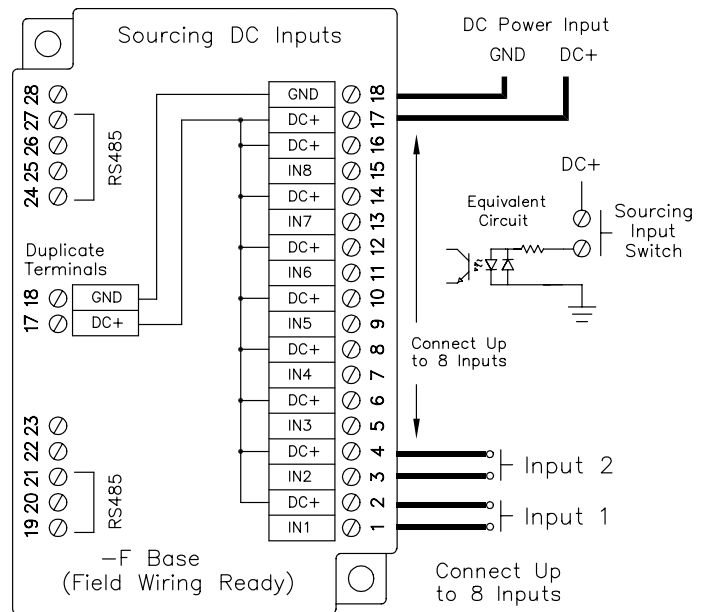 Sourcing DC Inputs
DC Power Input
GND DC+
28
27
26
25
24
RS485
Duplicate
Terminals
18 GND
17 DC+
23
22
21
20
19
RS485
GND 18
DC+ 17
DC+ 16
IN8 15
DC+ 14
IN7 13
DC+ 12
IN6 11
DC+ 10
IN5 9
DC+ 8
IN4 7
DC+ 6
IN3 5
DC+ 4
IN2 3
DC+ 2
IN1 1
DC+
Equivalent
Circuit
Sourcing
Input
Switch
Connect Up
to 8 Inputs
Input 2
Input 1
-F Base
(Field Wiring Ready)
Connect Up
to 8 Inputs